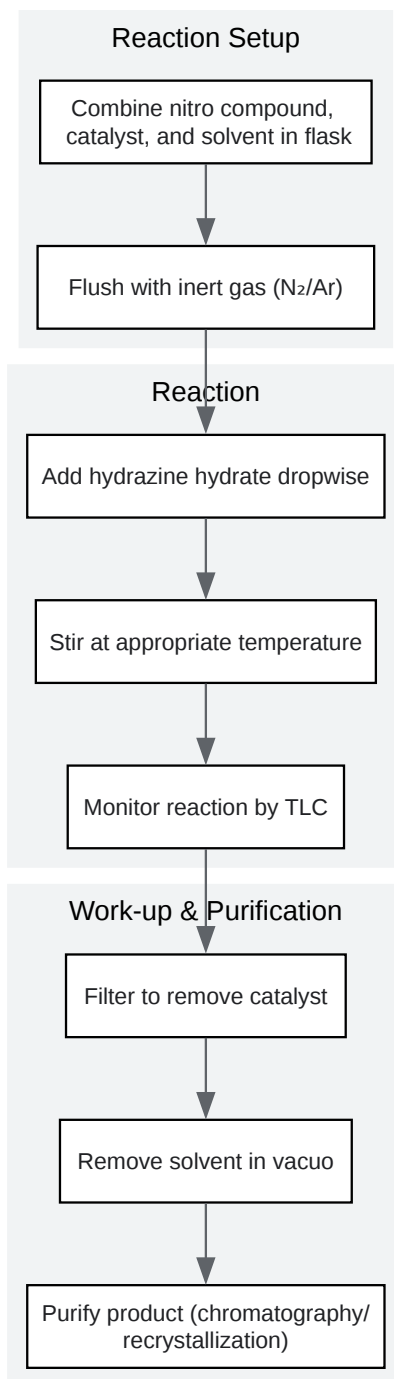 Reaction Setup
Combine nitro compound,
catalyst, and solvent in flask
Flush with inert gas (N₂/Ar)
Reaction
Add hydrazine hydrate dropwise
Stir at appropriate temperature
Monitor reaction by TLC
Work-up & Purification
Filter to remove catalyst
Remove solvent in vacuo
Purify product (chromatography/
recrystallization)